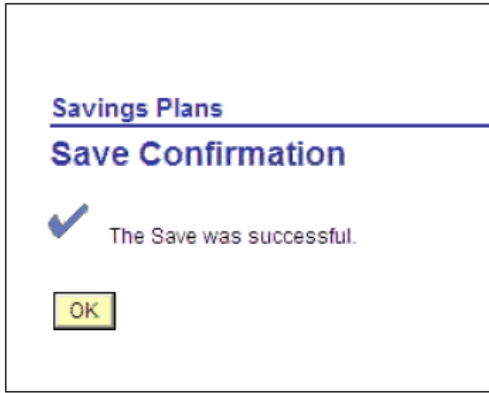 Savings Plans
Save Confirmation
The Save was successful.
OK